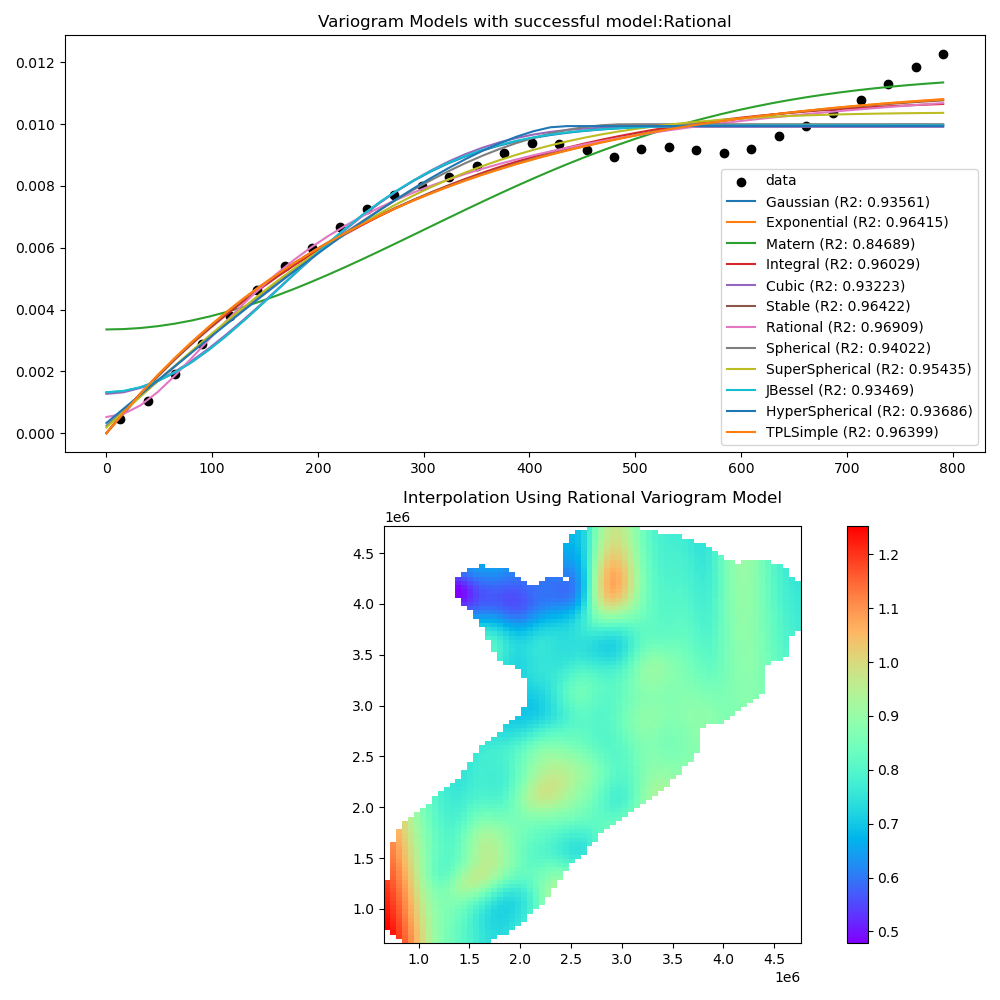 Variogram Models with successful model:Rational
0.012
0.010
0.008
0.006
0.004
0.002
0.000
data
Gaussian (R2: 0.93561)
Exponential (R2: 0.96415)
Matern (R2: 0.84689)
Integral (R2: 0.96029)
Cubic (R2: 0.93223)
Stable (R2: 0.96422)
Rational (R2: 0.96909)
Spherical (R2: 0.94022)
SuperSpherical (R2: 0.95435)
JBessel (R2: 0.93469)
HyperSpherical (R2: 0.93686)
TPLSimple (R2: 0.96399)
0 100 200 300 400 500 600 700 800
Interpolation Using Rational Variogram Model
1e6
4.5
4.0
3.5
3.0
2.5
2.0
1.5
1.0
1.0 1.5 2.0 2.5 3.0 3.5 4.0 4.5
1e6
1.2
1.1
1.0
0.9
0.8
0.7
0.6
0.5